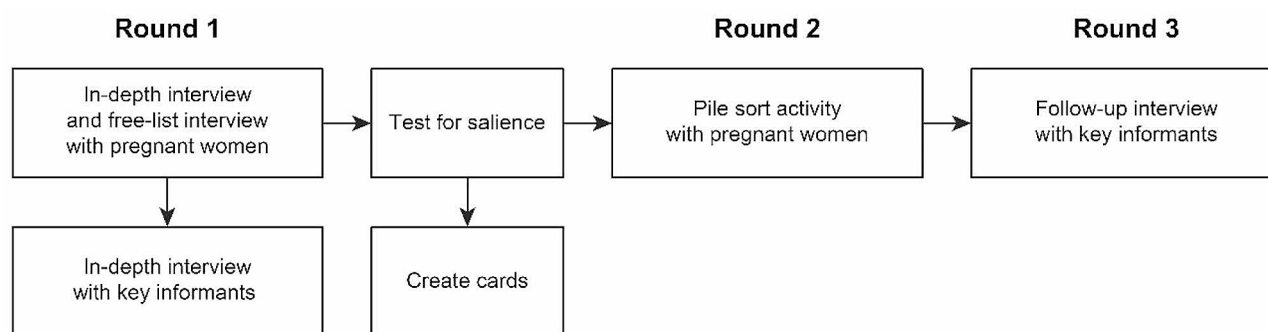 Round 1
Round 2
Round 3
In-depth interview
and free-list interview
with pregnant women
Test for salience
Pile sort activity
with pregnant women
Follow-up interview
with key informants
In-depth interview
with key informants
Create cards